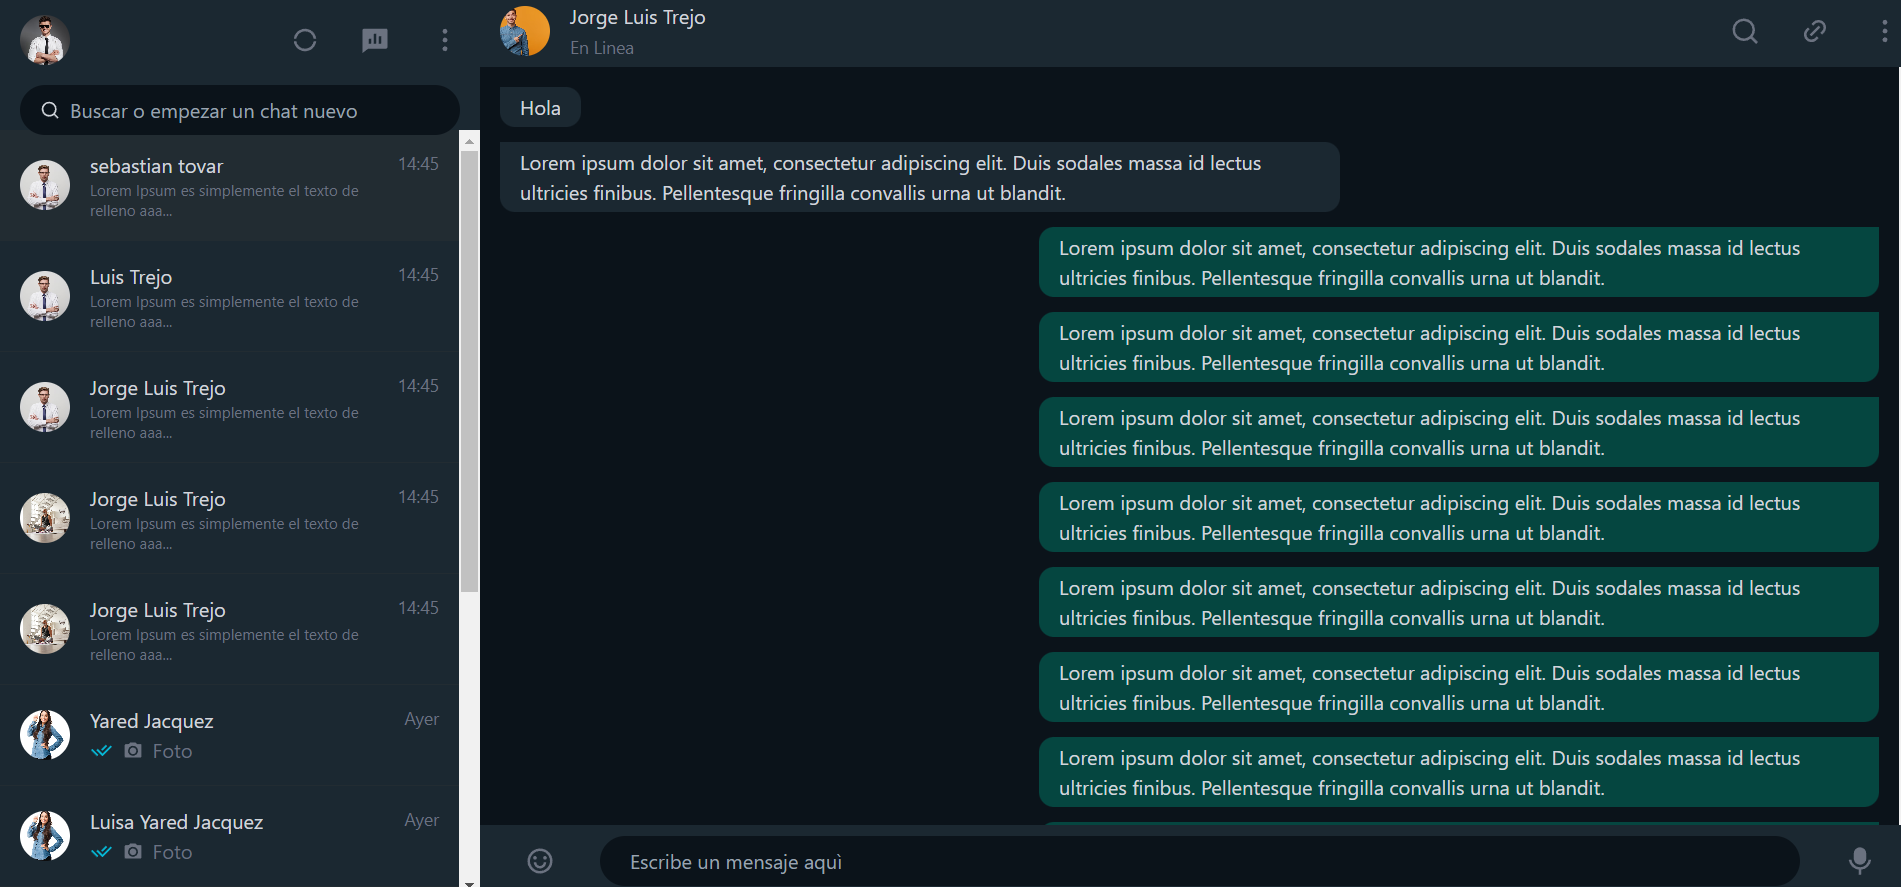 Buscar o empezar un chat nuevo
sebastian tovar
14:45
Lorem Ipsum es simplemente el texto de
relleno aaa...
Luis Trejo
14:45
Lorem Ipsum es simplemente el texto de
relleno aaa...
Jorge Luis Trejo
14:45
Lorem Ipsum es simplemente el texto de
relleno aaa...
Jorge Luis Trejo
14:45
Lorem Ipsum es simplemente el texto de
relleno aaa...
Jorge Luis Trejo
14:45
Lorem Ipsum es simplemente el texto de
relleno aaa...
Yared Jacquez
Ayer
Foto
Luisa Yared Jacquez
Ayer
Foto
Jorge Luis Trejo
En Linea
Hola
Lorem ipsum dolor sit amet, consectetur adipiscing elit. Duis sodales massa id lectus
ultricies finibus. Pellentesque fringilla convallis urna ut blandit.
Lorem ipsum dolor sit amet, consectetur adipiscing elit. Duis sodales massa id lectus
ultricies finibus. Pellentesque fringilla convallis urna ut blandit.
Lorem ipsum dolor sit amet, consectetur adipiscing elit. Duis sodales massa id lectus
ultricies finibus. Pellentesque fringilla convallis urna ut blandit.
Lorem ipsum dolor sit amet, consectetur adipiscing elit. Duis sodales massa id lectus
ultricies finibus. Pellentesque fringilla convallis urna ut blandit.
Lorem ipsum dolor sit amet, consectetur adipiscing elit. Duis sodales massa id lectus
ultricies finibus. Pellentesque fringilla convallis urna ut blandit.
Lorem ipsum dolor sit amet, consectetur adipiscing elit. Duis sodales massa id lectus
ultricies finibus. Pellentesque fringilla convallis urna ut blandit.
Lorem ipsum dolor sit amet, consectetur adipiscing elit. Duis sodales massa id lectus
ultricies finibus. Pellentesque fringilla convallis urna ut blandit.
Lorem ipsum dolor sit amet, consectetur adipiscing elit. Duis sodales massa id lectus
ultricies finibus. Pellentesque fringilla convallis urna ut blandit.
Escribe un mensaje aquì